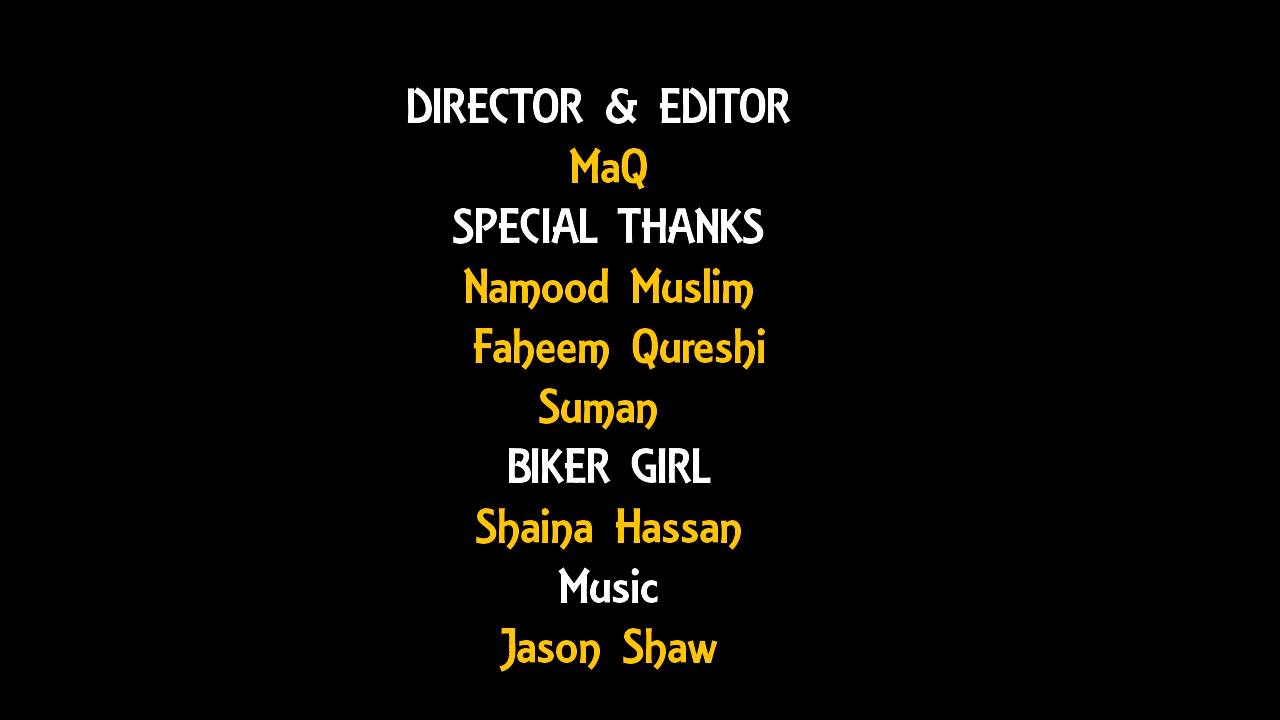 DIRECTOR & EDITOR
MaQ
SPECIAL THANKS
Namood Muslim
Faheem Qureshi
Suman
BIKER GIRL
Shaina Hassan
Music
Jason Shaw